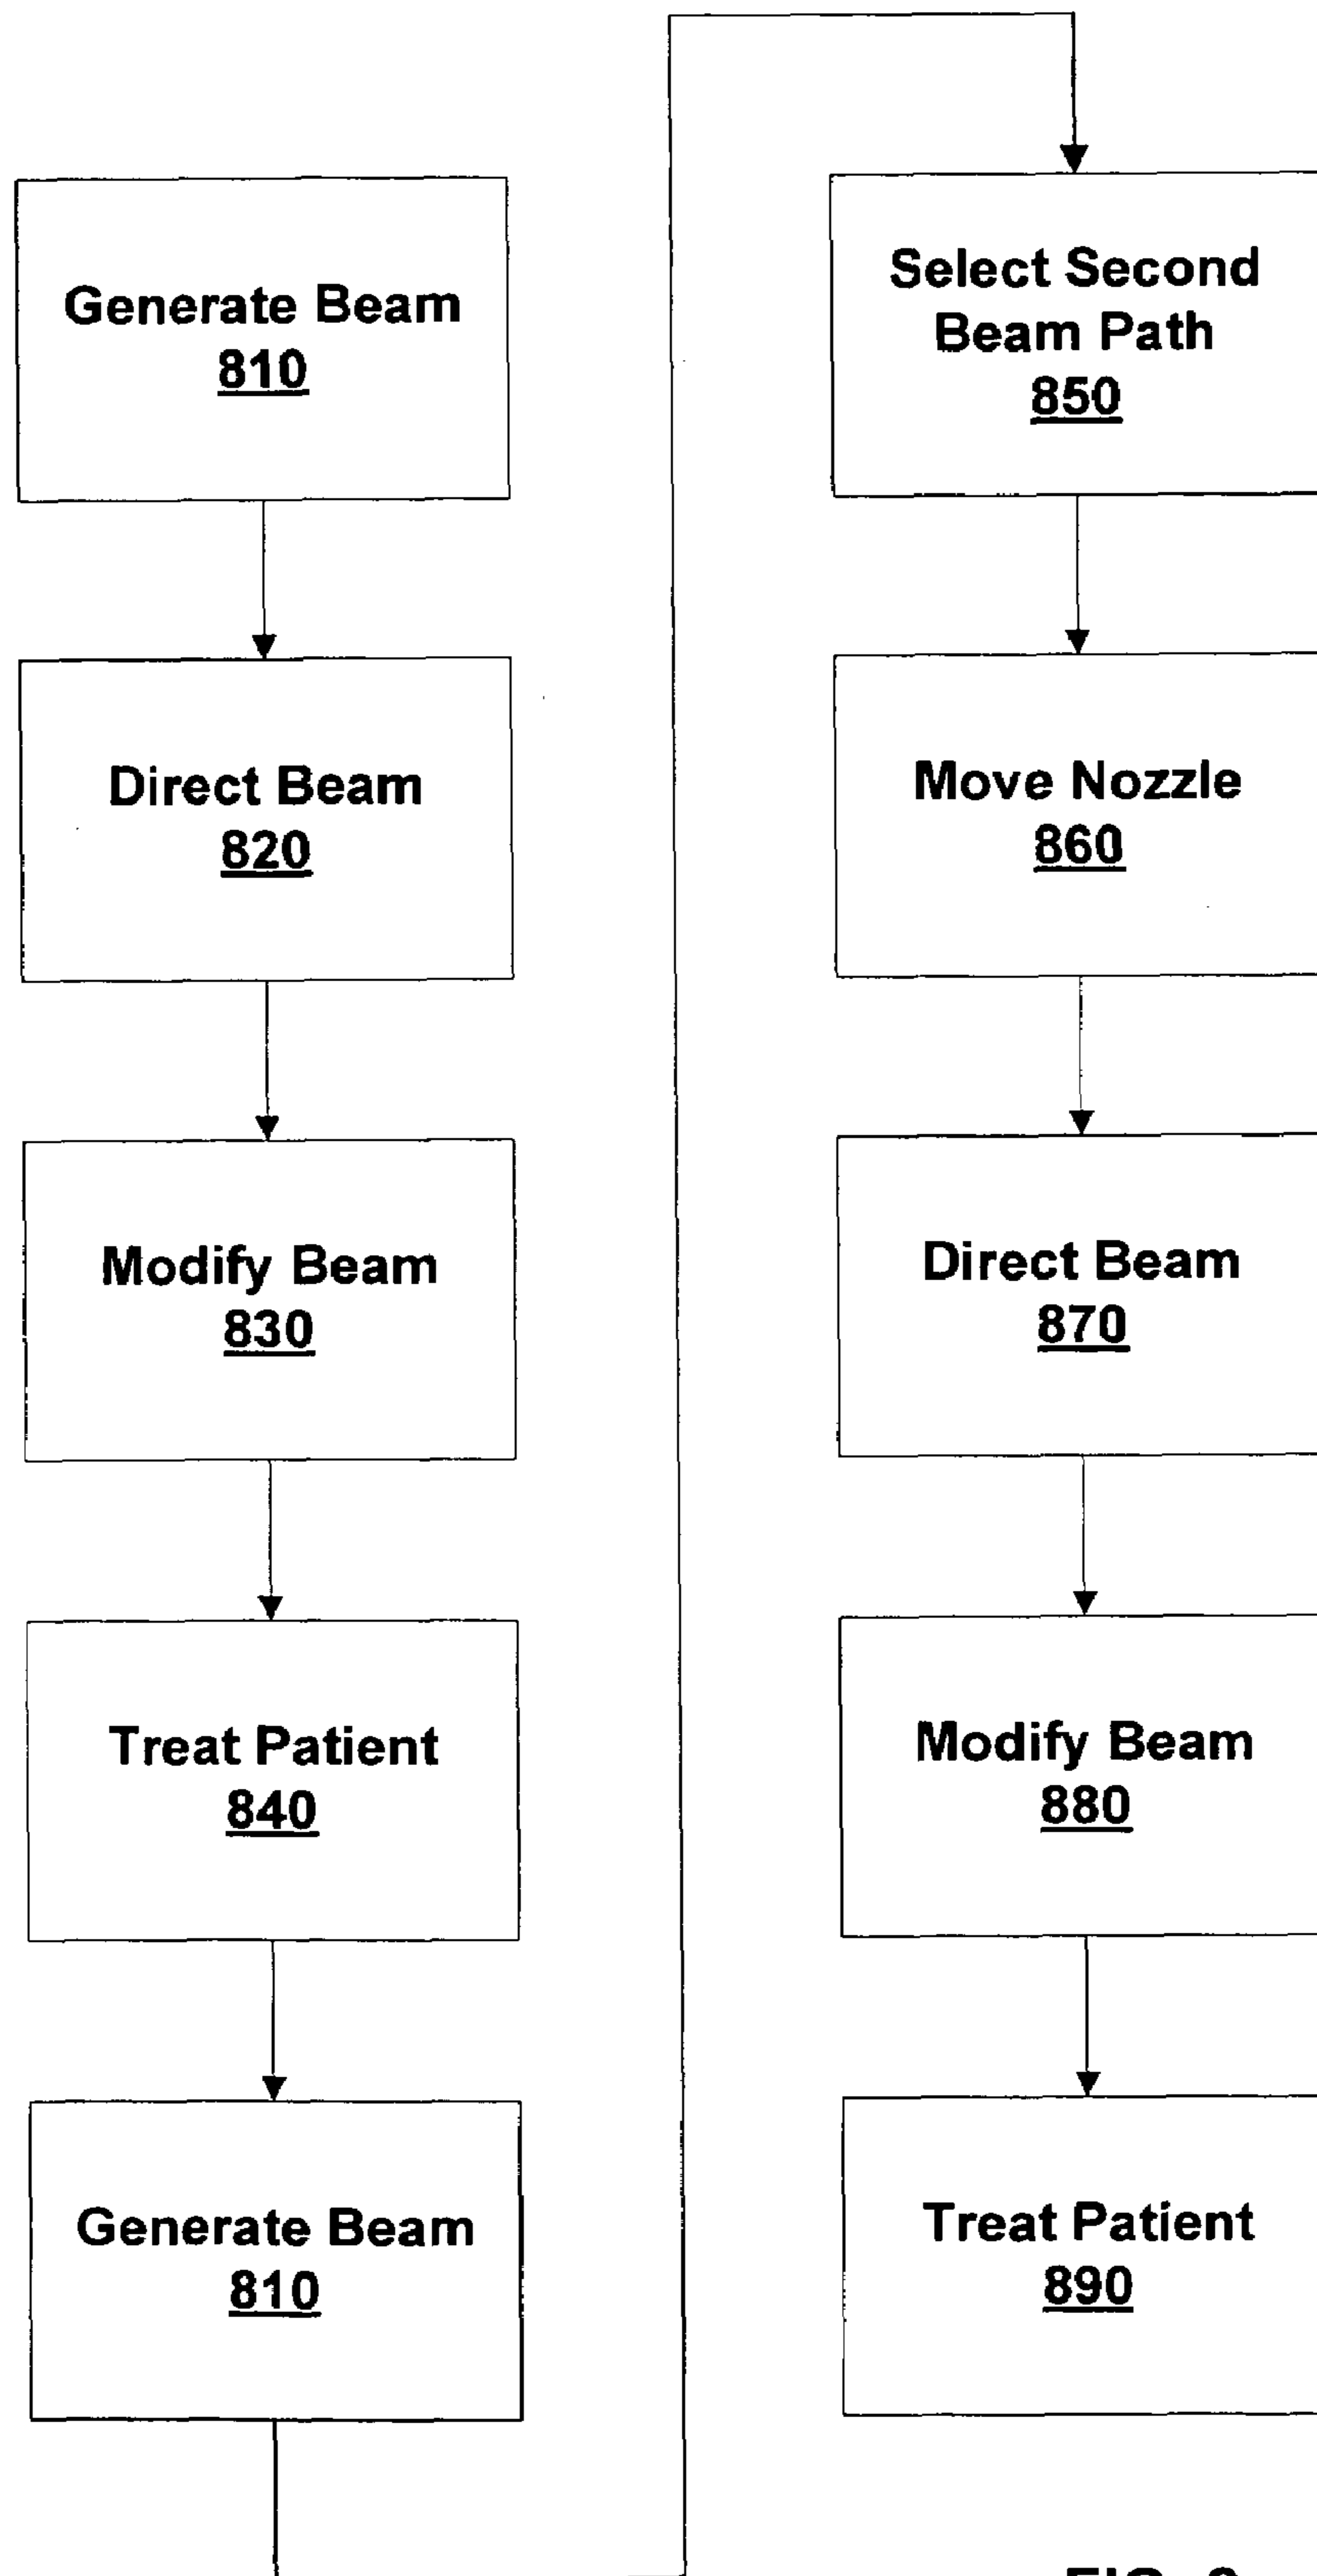 Generate Beam
810
Direct Beam
820
Modify Beam
830
Treat Patient
840
Generate Beam
810
Select Second
Beam Path
850
Move Nozzle
860
Direct Beam
870
Modify Beam
880
Treat Patient
890